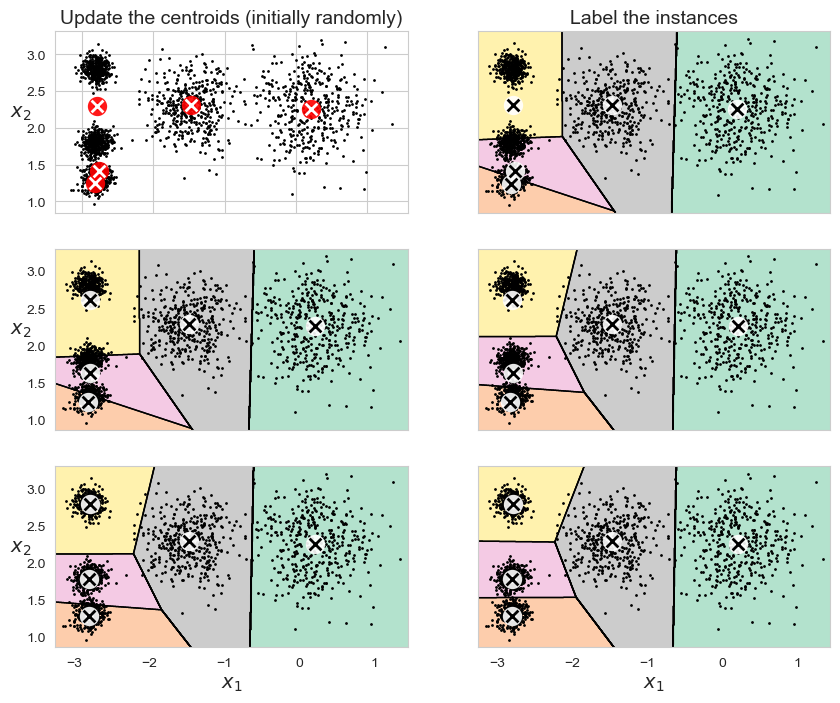 Update the centroids (initially randomly)
Label the instances
3.0
2.5
x₂ 2.0
1.5
1.0
3.0
2.5
x₂ 2.0
1.5
1.0
3.0
2.5
x₂ 2.0
1.5
1.0
−3 −2 −1 0 1
−3 −2 −1 0 1
x₁
x₁